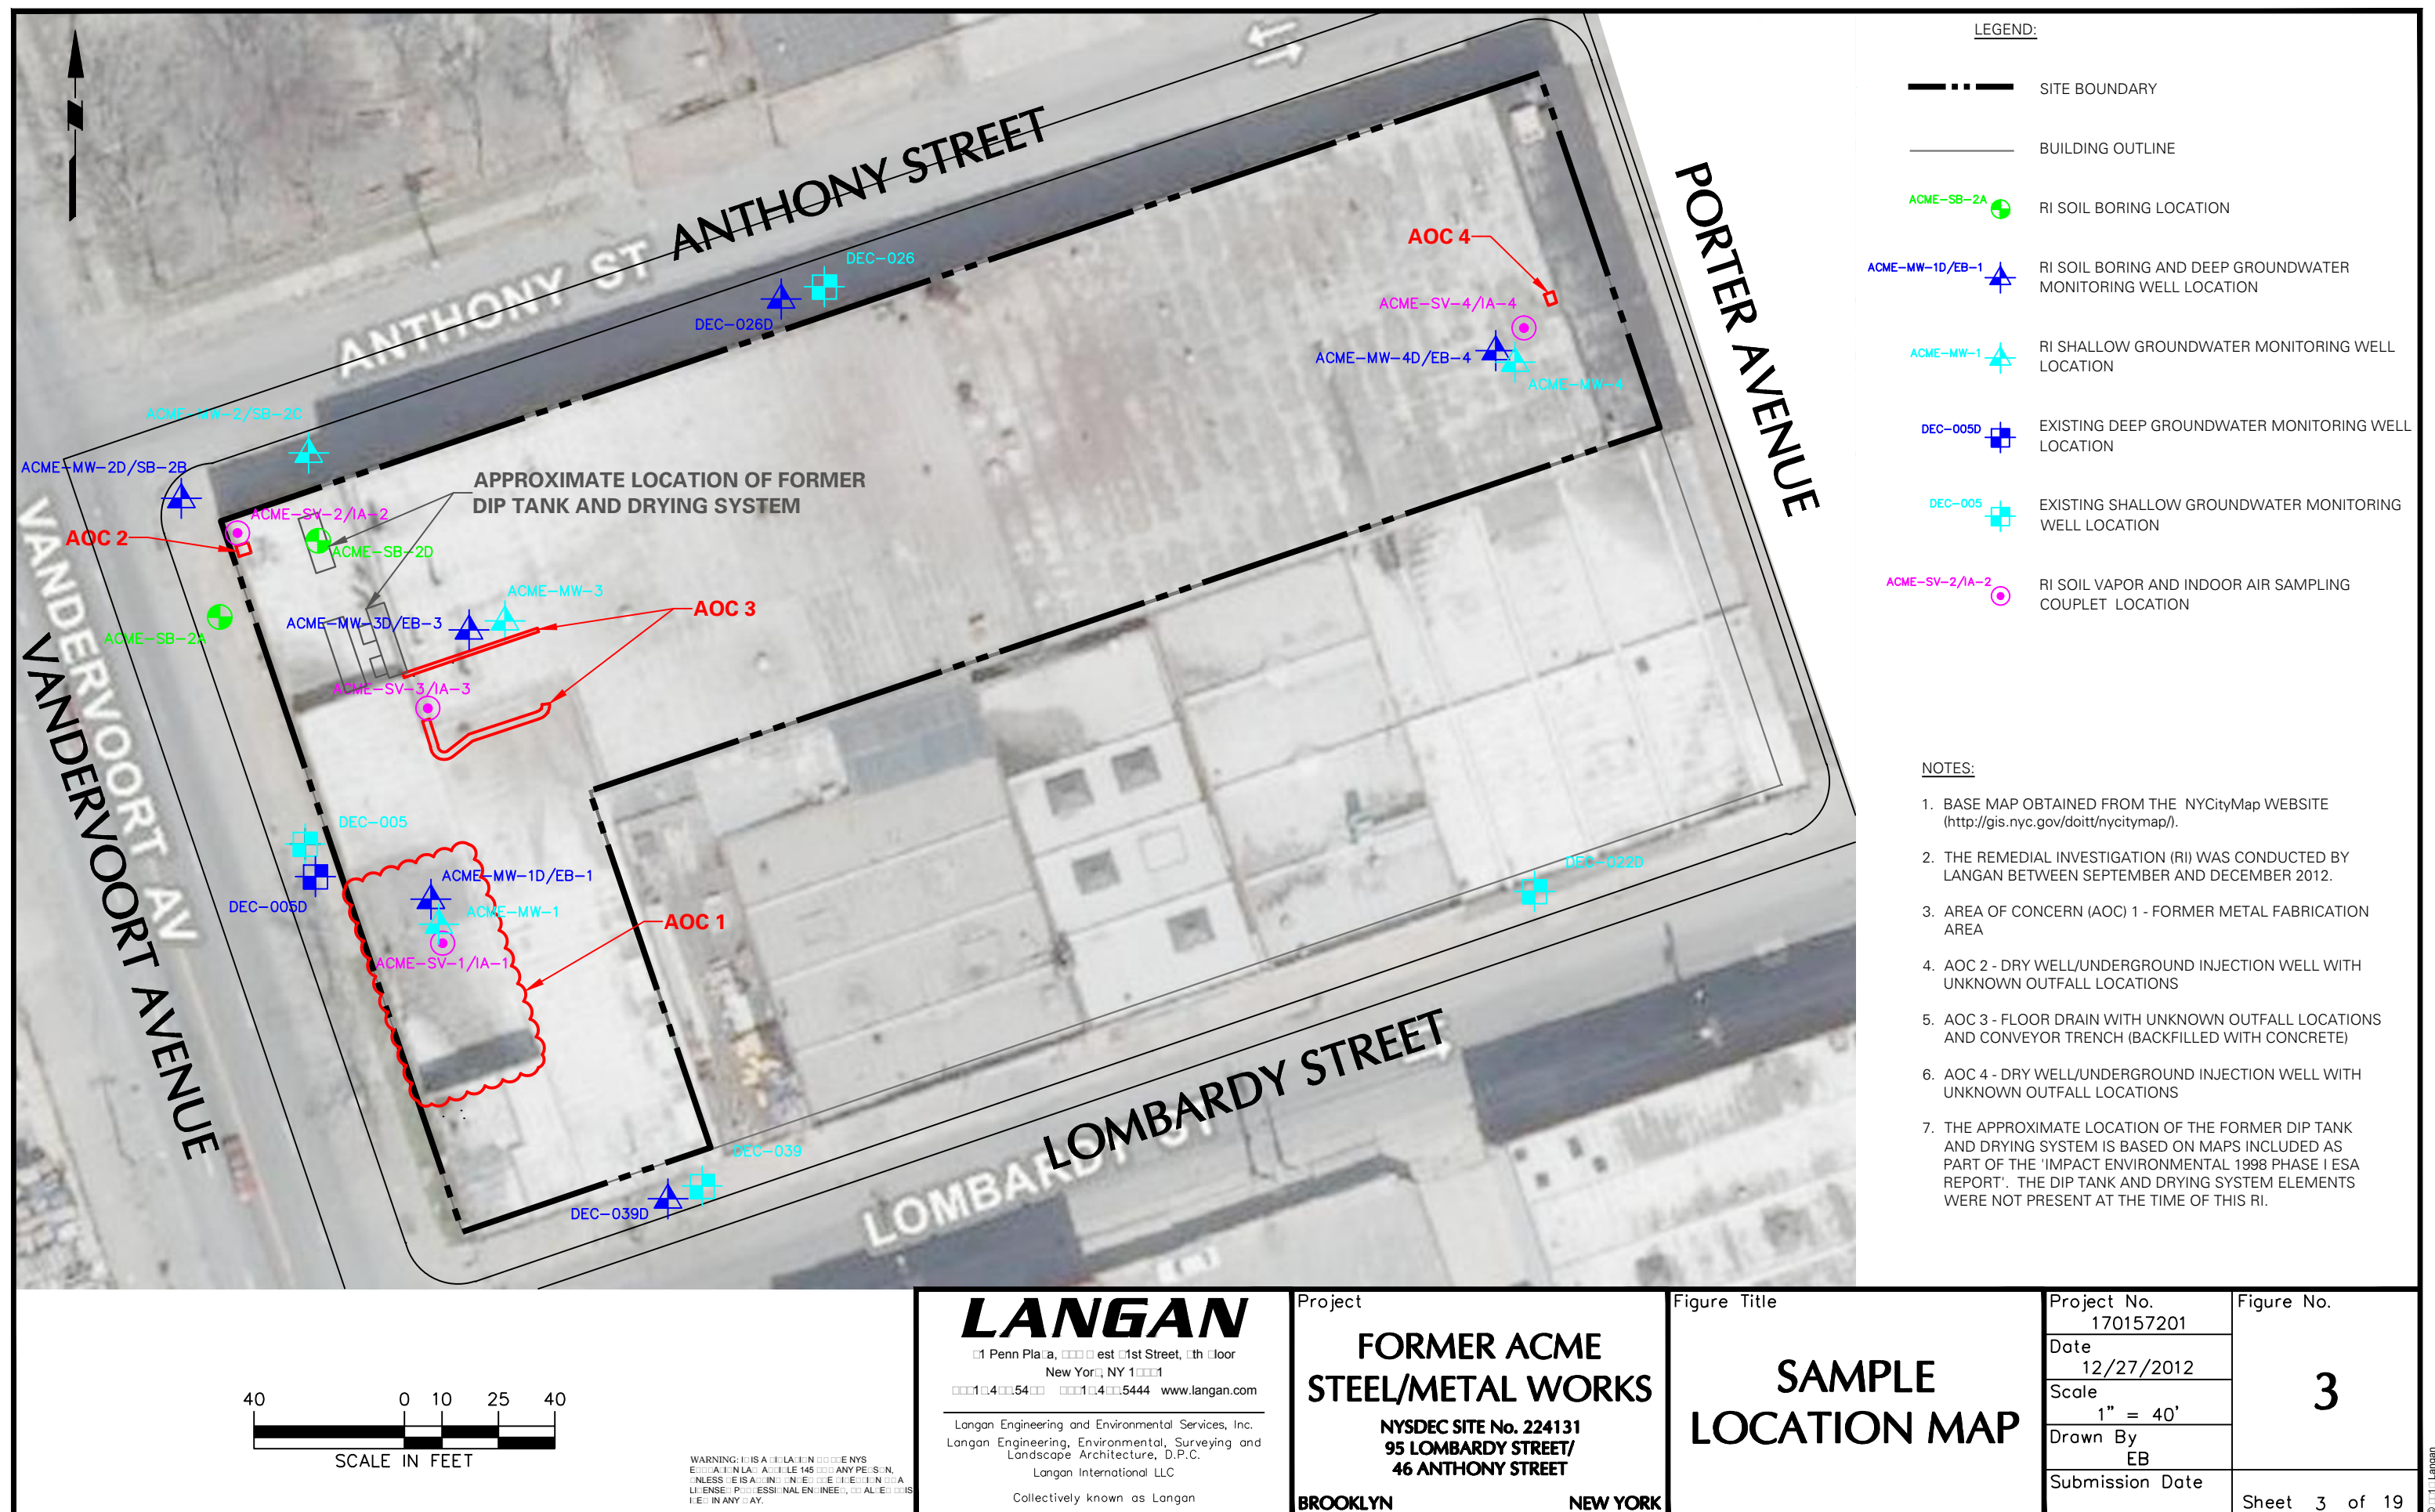 LEGEND:
SITE BOUNDARY
BUILDING OUTLINE
ACME-SB-2A
RI SOIL BORING LOCATION
ACME-MW-1D/EB-1
RI SOIL BORING AND DEEP GROUNDWATER
MONITORING WELL LOCATION
ACME-MW-1
RI SHALLOW GROUNDWATER MONITORING WELL
LOCATION
DEC-005D
EXISTING DEEP GROUNDWATER MONITORING WELL
LOCATION
DEC-005
EXISTING SHALLOW GROUNDWATER MONITORING
WELL LOCATION
ACME-SV-2/IA-2
RI SOIL VAPOR AND INDOOR AIR SAMPLING
COUPLET LOCATION
NOTES:
1. BASE MAP OBTAINED FROM THE NYCityMap WEBSITE
(http://gis.nyc.gov/doitt/nycitymap/).
2. THE REMEDIAL INVESTIGATION (RI) WAS CONDUCTED BY
LANGAN BETWEEN SEPTEMBER AND DECEMBER 2012.
3. AREA OF CONCERN (AOC) 1 - FORMER METAL FABRICATION
AREA
4. AOC 2 - DRY WELL/UNDERGROUND INJECTION WELL WITH
UNKNOWN OUTFALL LOCATIONS
5. AOC 3 - FLOOR DRAIN WITH UNKNOWN OUTFALL LOCATIONS
AND CONVEYOR TRENCH (BACKFILLED WITH CONCRETE)
6. AOC 4 - DRY WELL/UNDERGROUND INJECTION WELL WITH
UNKNOWN OUTFALL LOCATIONS
7. THE APPROXIMATE LOCATION OF THE FORMER DIP TANK
AND DRYING SYSTEM IS BASED ON MAPS INCLUDED AS
PART OF THE 'IMPACT ENVIRONMENTAL 1998 PHASE I ESA
REPORT'. THE DIP TANK AND DRYING SYSTEM ELEMENTS
WERE NOT PRESENT AT THE TIME OF THIS RI.
N
ANTHONY STREET
ANTHONY ST
PORTER AVENUE
AOC 4
DEC-026
DEC-026D
ACME-SV-4/IA-4
ACME-MW-4D/EB-4
ACME-MW-4
ACME-MW-2/SB-2C
ACME-MW-2D/SB-2B
APPROXIMATE LOCATION OF FORMER
DIP TANK AND DRYING SYSTEM
ACME-SV-2/IA-2
AOC 2
ACME-SB-2D
ACME-MW-3
AOC 3
ACME-MW-3D/EB-3
ACME-SB-2A
ACME-SV-3/IA-3
VANDERVOORT AV
VANDERVOORT AVENUE
DEC-005
DEC-005D
ACME-MW-1D/EB-1
ACME-MW-1
AOC 1
ACME-SV-1/IA-1
DEC-022D
LOMBARDY STREET
LOMBARDY ST
DEC-039
DEC-039D
40 0 10 25 40
SCALE IN FEET
WARNING:
LANGAN
1 Penn
New
www.langan.com
Langan Engineering and Environmental Services, Inc.
Langan Engineering, Environmental, Surveying and
Landscape Architecture, D.P.C.
Langan International LLC
Collectively known as Langan
Project
FORMER ACME
STEEL/METAL WORKS
NYSDEC SITE No. 224131
95 LOMBARDY STREET/
46 ANTHONY STREET
BROOKLYN NEW YORK
Figure Title
SAMPLE
LOCATION MAP
Project No.
170157201
Date
12/27/2012
Scale
1" = 40'
Drawn By
EB
Submission Date
Figure No.
3
Sheet 3 of 19
Langan